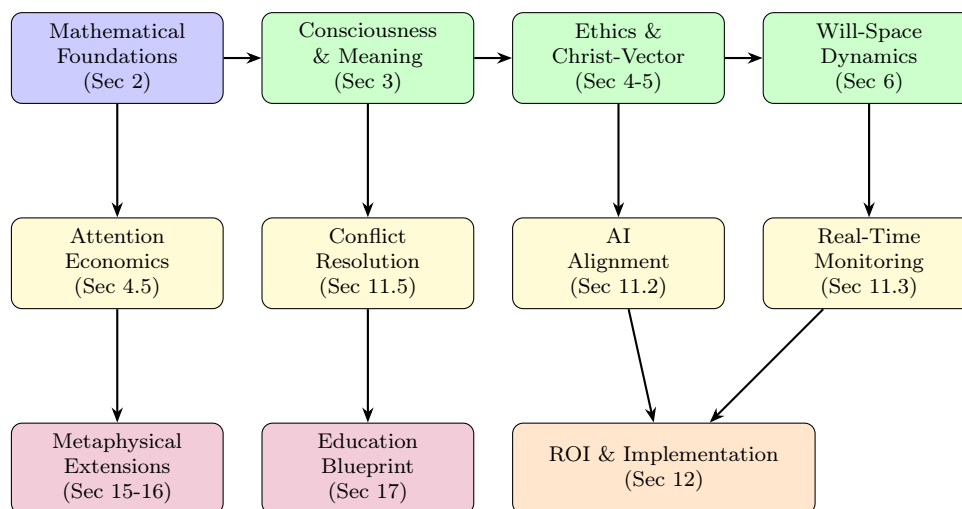 Mathematical
Foundations
(Sec 2)
Consciousness
& Meaning
(Sec 3)
Ethics &
Christ-Vector
(Sec 4-5)
Will-Space
Dynamics
(Sec 6)
Attention
Economics
(Sec 4.5)
Conflict
Resolution
(Sec 11.5)
AI
Alignment
(Sec 11.2)
Real-Time
Monitoring
(Sec 11.3)
Metaphysical
Extensions
(Sec 15-16)
Education
Blueprint
(Sec 17)
ROI & Implementation
(Sec 12)